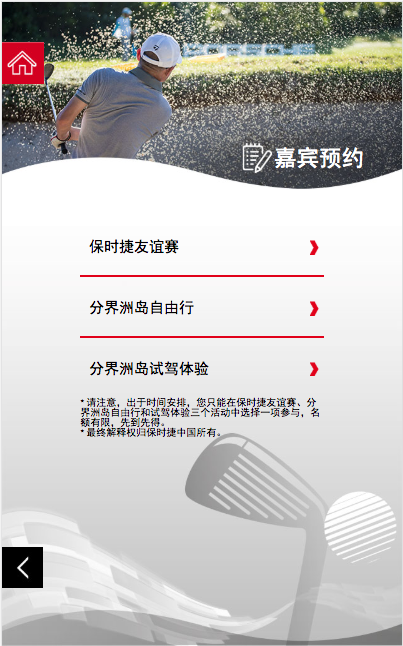 嘉宾预约
保时捷友谊赛
分界洲岛自由行
分界洲岛试驾体验
* 请注意，出于时间安排，您只能在保时捷友谊赛、分
界洲岛自由行和试驾体验三个活动中选择一项参与，名
额有限，先到先得。
* 最终解释权归保时捷中国所有。